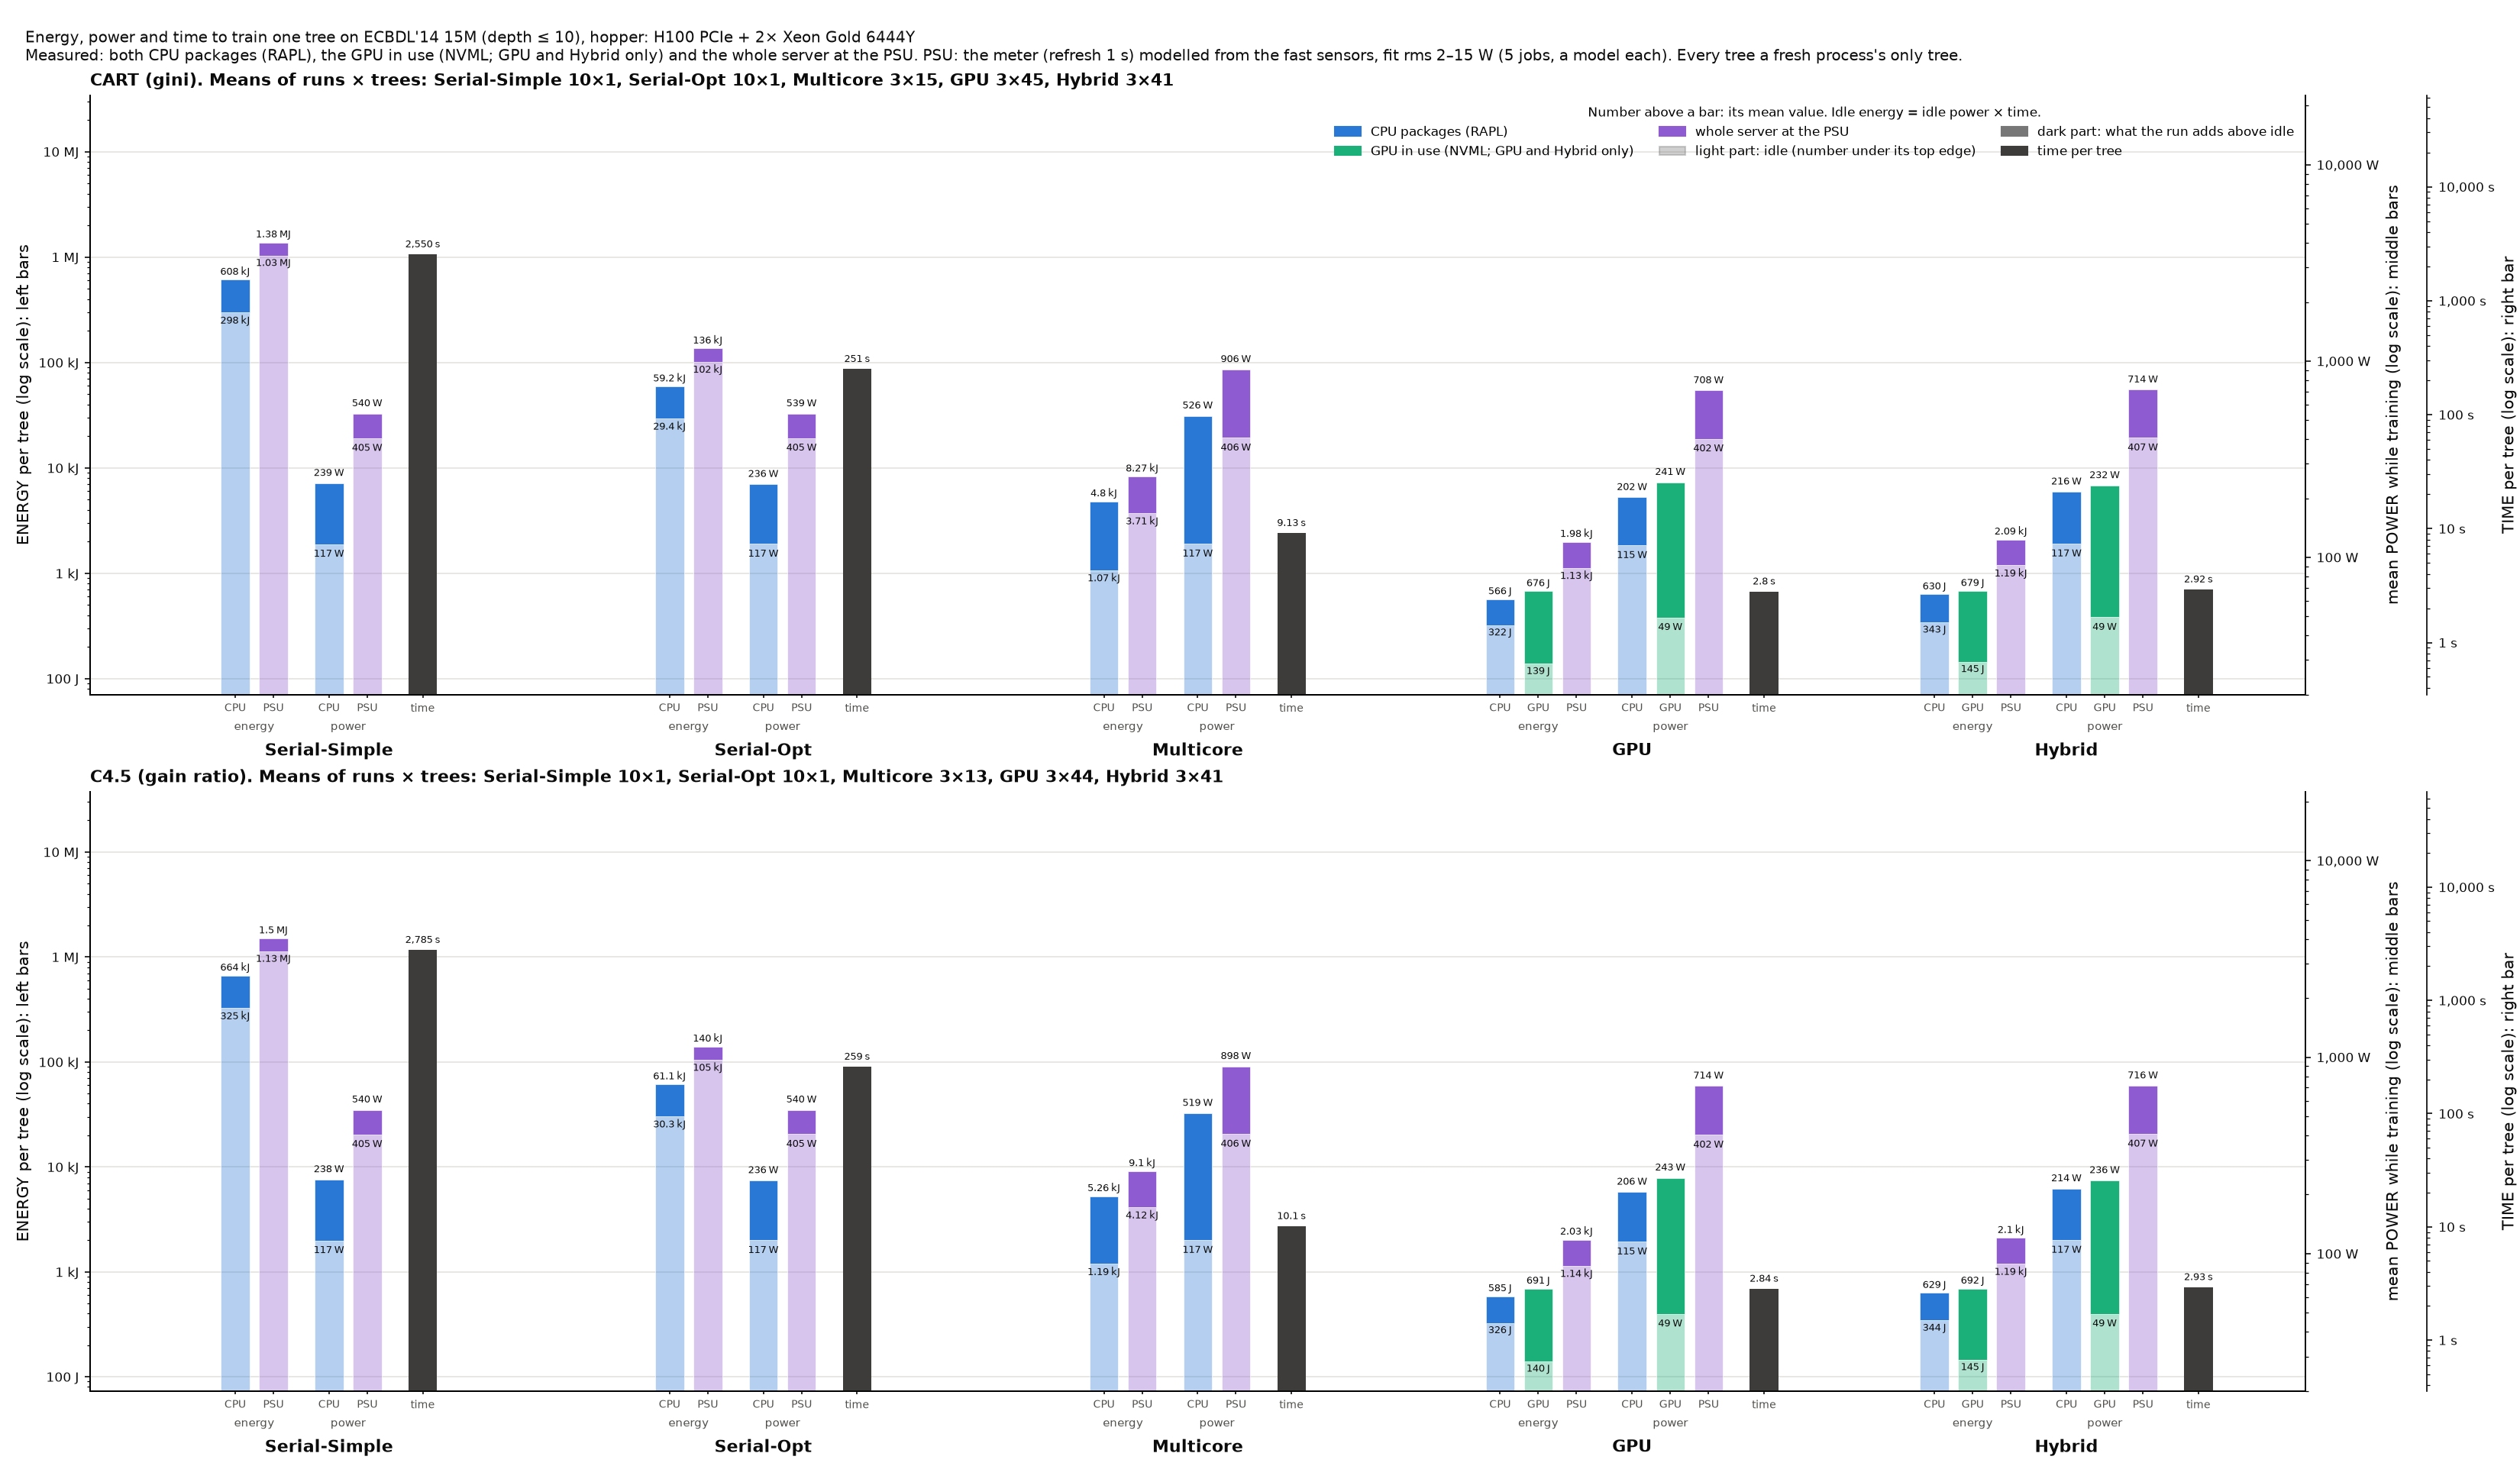 Energy, power and time to train one tree on ECBDL'14 15M (depth ≤ 10), hopper: H100 PCIe + 2× Xeon Gold 6444Y
Measured: both CPU packages (RAPL), the GPU in use (NVML; GPU and Hybrid only) and the whole server at the PSU. PSU: the meter (refresh 1 s) modelled from the fast sensors, fit rms 2–15 W (5 jobs, a model each). Every tree a fresh process's only tree.
CART (gini). Means of runs × trees: Serial-Simple 10×1, Serial-Opt 10×1, Multicore 3×15, GPU 3×45, Hybrid 3×41
Number above a bar: its mean value. Idle energy = idle power × time.
CPU packages (RAPL)
GPU in use (NVML; GPU and Hybrid only)
whole server at the PSU
light part: idle (number under its top edge)
dark part: what the run adds above idle
time per tree
ENERGY per tree (log scale): left bars
10 MJ
1 MJ
100 kJ
10 kJ
1 kJ
100 J
608 kJ
298 kJ
1.38 MJ
1.03 MJ
239 W
117 W
540 W
405 W
2,550 s
59.2 kJ
29.4 kJ
136 kJ
102 kJ
236 W
117 W
539 W
405 W
251 s
4.8 kJ
1.07 kJ
8.27 kJ
3.71 kJ
526 W
117 W
906 W
406 W
9.13 s
566 J
322 J
676 J
139 J
1.98 kJ
1.13 kJ
202 W
115 W
241 W
49 W
708 W
402 W
2.8 s
630 J
343 J
679 J
145 J
2.09 kJ
1.19 kJ
216 W
117 W
232 W
49 W
714 W
407 W
2.92 s
10,000 W
1,000 W
100 W
mean POWER while training (log scale): middle bars
10,000 s
1,000 s
100 s
10 s
1 s
TIME per tree (log scale): right bar
CPU PSU CPU PSU time
energy power
Serial-Simple
CPU PSU CPU PSU time
energy power
Serial-Opt
CPU PSU CPU PSU time
energy power
Multicore
CPU GPU PSU CPU GPU PSU time
energy power
GPU
CPU GPU PSU CPU GPU PSU time
energy power
Hybrid
C4.5 (gain ratio). Means of runs × trees: Serial-Simple 10×1, Serial-Opt 10×1, Multicore 3×13, GPU 3×44, Hybrid 3×41
ENERGY per tree (log scale): left bars
10 MJ
1 MJ
100 kJ
10 kJ
1 kJ
100 J
664 kJ
325 kJ
1.5 MJ
1.13 MJ
238 W
117 W
540 W
405 W
2,785 s
61.1 kJ
30.3 kJ
140 kJ
105 kJ
236 W
117 W
540 W
405 W
259 s
5.26 kJ
1.19 kJ
9.1 kJ
4.12 kJ
519 W
117 W
898 W
406 W
10.1 s
585 J
326 J
691 J
140 J
2.03 kJ
1.14 kJ
206 W
115 W
243 W
49 W
714 W
402 W
2.84 s
629 J
344 J
692 J
145 J
2.1 kJ
1.19 kJ
214 W
117 W
236 W
49 W
716 W
407 W
2.93 s
10,000 W
1,000 W
100 W
mean POWER while training (log scale): middle bars
10,000 s
1,000 s
100 s
10 s
1 s
TIME per tree (log scale): right bar
CPU PSU CPU PSU time
energy power
Serial-Simple
CPU PSU CPU PSU time
energy power
Serial-Opt
CPU PSU CPU PSU time
energy power
Multicore
CPU GPU PSU CPU GPU PSU time
energy power
GPU
CPU GPU PSU CPU GPU PSU time
energy power
Hybrid